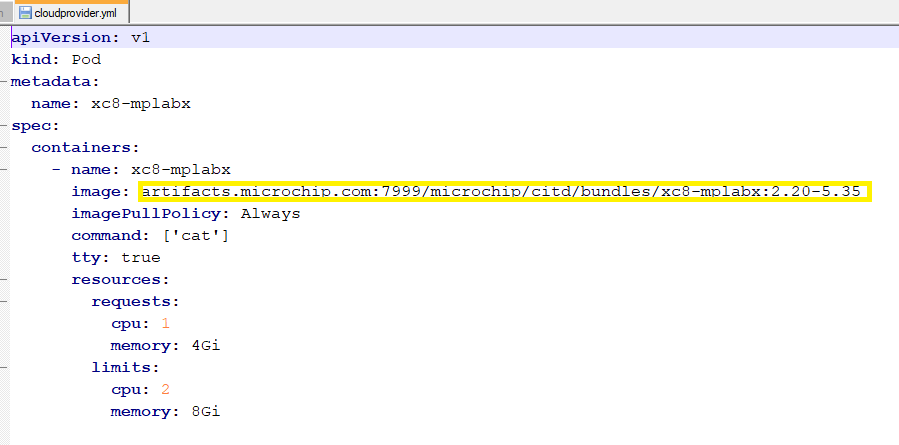 cloudprovider.yml
apiVersion: v1
kind: Pod
metadata:
  name: xc8-mplabx
spec:
  containers:
    - name: xc8-mplabx
      image: artifacts.microchip.com:7999/microchip/citd/bundles/xc8-mplabx:2.20-5.35
      imagePullPolicy: Always
      command: ['cat']
      tty: true
      resources:
        requests:
          cpu: 1
          memory: 4Gi
        limits:
          cpu: 2
          memory: 8Gi